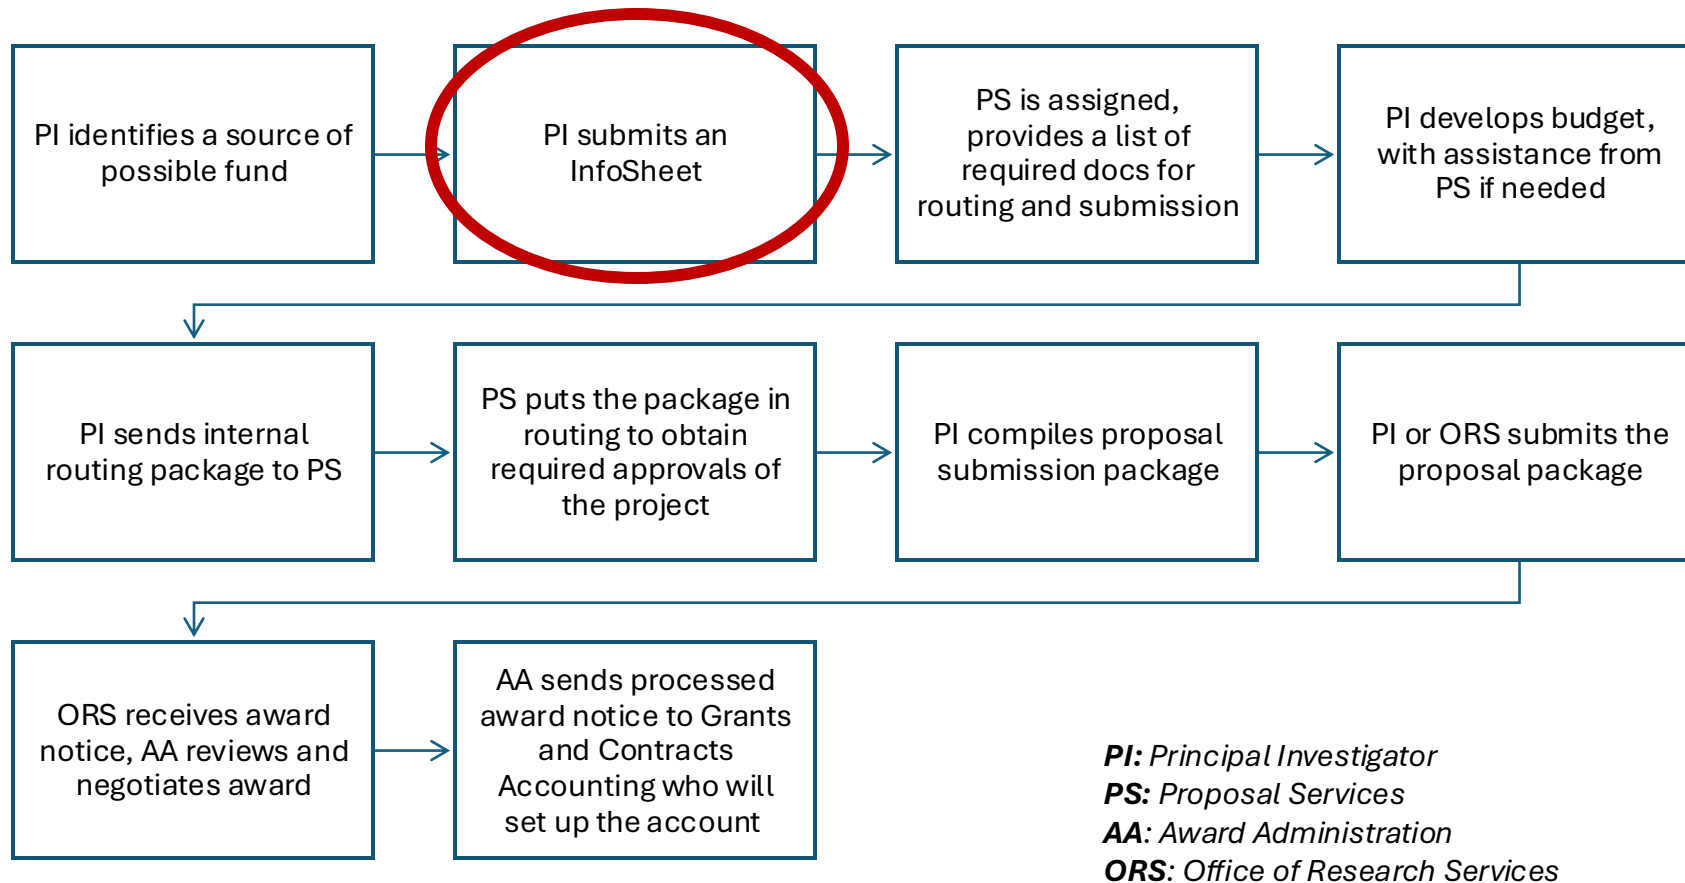 PI identifies a source of
possible fund
PI submits an
InfoSheet
PS is assigned,
provides a list of
required docs for
routing and submission
PI develops budget,
with assistance from
PS if needed
PI sends internal
routing package to PS
PS puts the package in
routing to obtain
required approvals of
the project
PI compiles proposal
submission package
PI or ORS submits the
proposal package
ORS receives award
notice, AA reviews and
negotiates award
AA sends processed
award notice to Grants
and Contracts
Accounting who will
set up the account
PI: Principal Investigator
PS: Proposal Services
AA: Award Administration
ORS: Office of Research Services